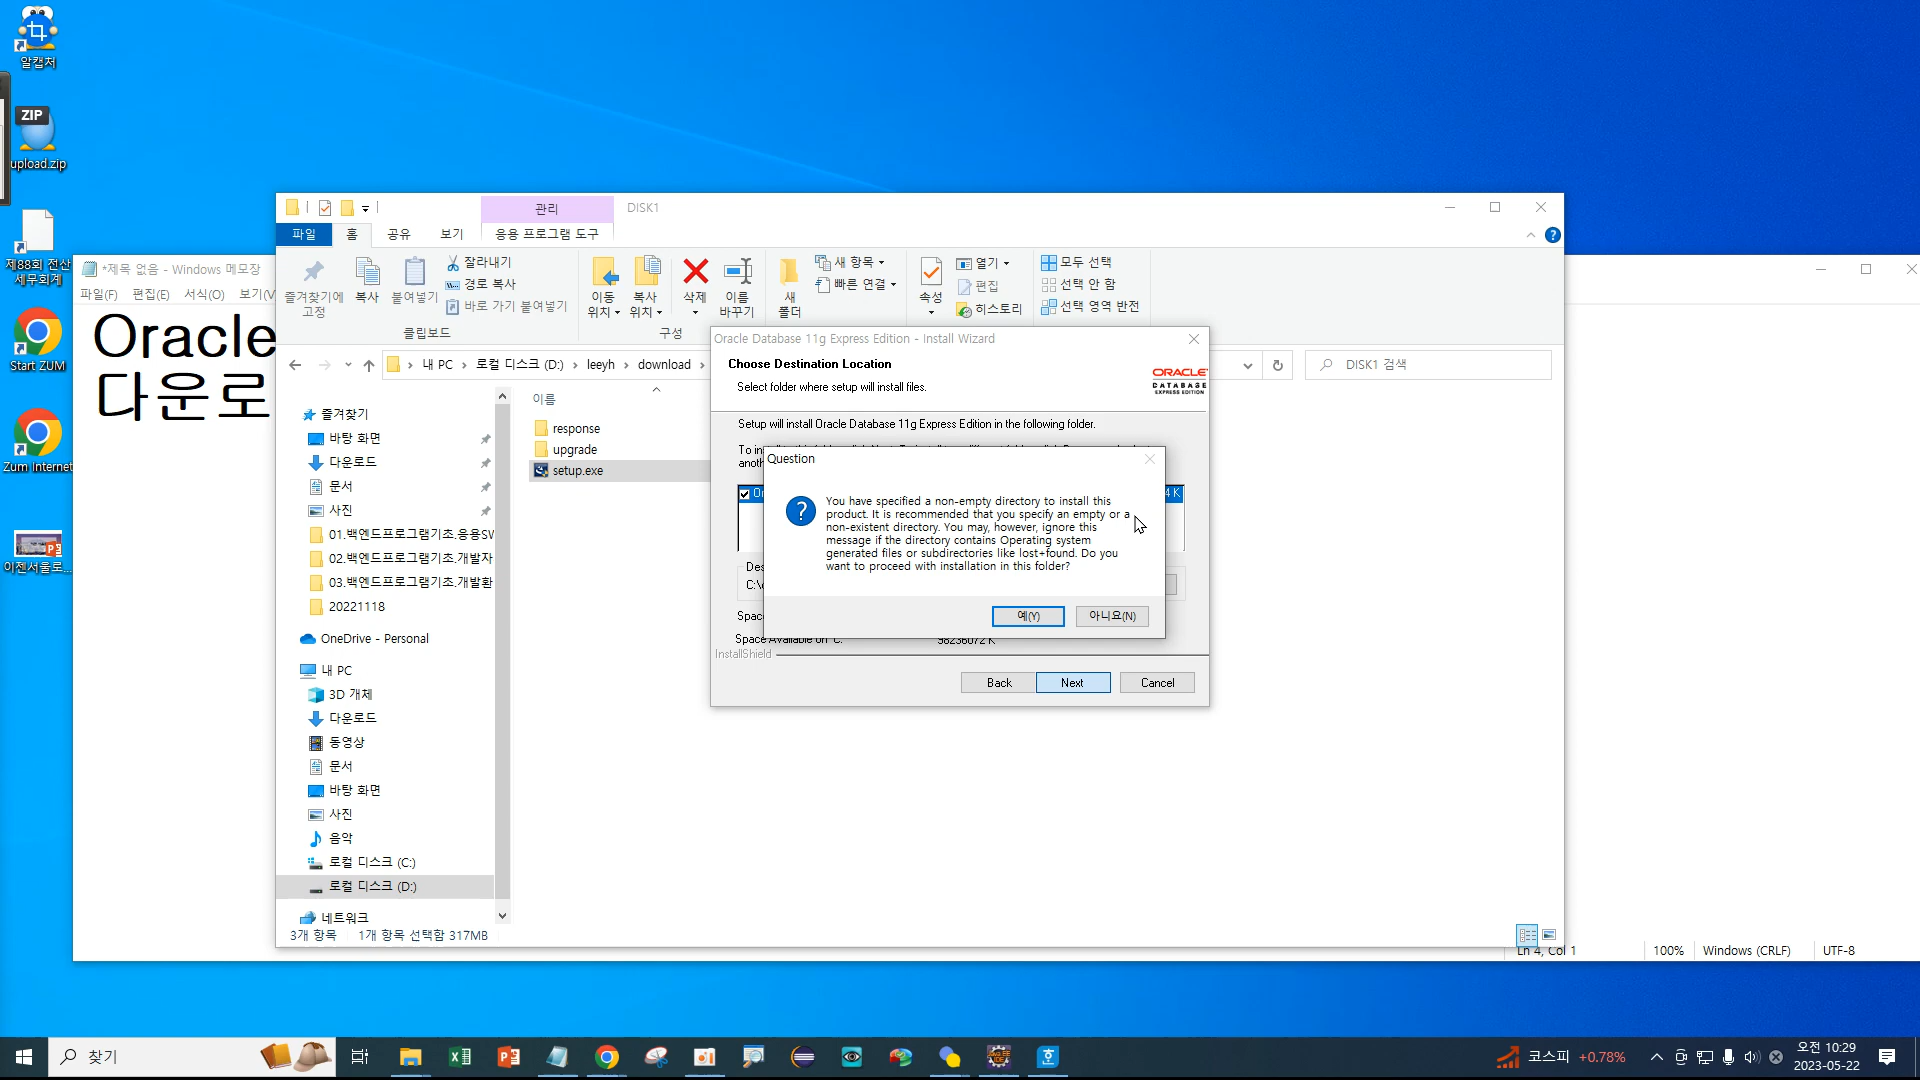 알캡처
ZIP
upload.zip
제88회 전산
세무회계
Start ZUM
Zum Internet
이젠서울로...
*제목 없음 - Windows 메모장
파일(F) 편집(E) 서식(O) 보기(V
Oracle
다운로
관리 DISK1
파일 홈 공유 보기 응용 프로그램 도구
즐겨찾기에
고정
복사
붙여넣기
잘라내기
경로 복사
바로 가기 붙여넣기
클립보드
이동
위치
복사
위치
삭제
이름
바꾸기
구성
새
폴더
새 항목
빠른 연결
속성
열기
편집
히스토리
모두 선택
선택 안 함
선택 영역 반전
내 PC 로컬 디스크 (D:) leeyh download
DISK1 검색
즐겨찾기
바탕 화면
다운로드
문서
사진
01.백엔드프로그램기초.응용SW
02.백엔드프로그램기초.개발자
03.백엔드프로그램기초.개발환
20221118
OneDrive - Personal
내 PC
3D 개체
다운로드
동영상
문서
바탕 화면
사진
음악
로컬 디스크 (C:)
로컬 디스크 (D:)
네트워크
이름
response
upgrade
setup.exe
3개 항목 1개 항목 선택함 317MB
Oracle Database 11g Express Edition - Install Wizard
Choose Destination Location
Select folder where setup will install files.
ORACLE
DATABASE
EXPRESS EDITION
Setup will install Oracle Database 11g Express Edition in the following folder.
To in
anoth
4 K
Des
C:\
Spac
Space Available on C: 98236072 K
InstallShield
Back Next Cancel
Question
You have specified a non-empty directory to install this
product. It is recommended that you specify an empty or a
non-existent directory. You may, however, ignore this
message if the directory contains Operating system
generated files or subdirectories like lost+found. Do you
want to proceed with installation in this folder?
예(Y) 아니요(N)
Ln 4, Col 1 100% Windows (CRLF) UTF-8
찾기
코스피 +0.78%
오전 10:29
2023-05-22